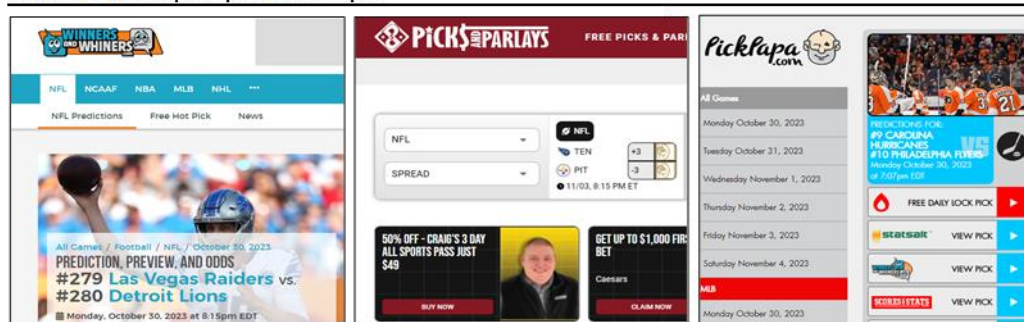 WINNERS
AND WHINERS
NFL NCAAF NBA MLB NHL •••
NFL Predictions Free Hot Pick News
All Games / Football / NFL / October 30, 2023
PREDICTION, PREVIEW, AND ODDS
#279 Las Vegas Raiders vs.
#280 Detroit Lions
Monday, October 30, 2023 at 8:15pm EDT
PICK$ AND PARLAYS
FREE PICKS & PAR
NFL
SPREAD
NFL
TEN +3
PIT -3
11/03, 8:15 PM ET
50% OFF - CRAIG'S 3 DAY
ALL SPORTS PASS JUST
$49
BUY NOW
GET UP TO $1,000 FIR
BET
Caesars
CLAIM NOW
PickPapa
.com
All Games
Monday October 30, 2023
Tuesday October 31, 2023
Wednesday November 1, 2023
Thursday November 2, 2023
Friday November 3, 2023
Saturday November 4, 2023
MLB
Monday October 30, 2023
PREDICTIONS FOR:
#9 CAROLINA
HURRICANES
VS
#10 PHILADELPHIA FLYERS
Monday October 30, 2023
at 7:07pm EDT
FREE DAILY LOCK PICK
statsalt VIEW PICK
VIEW PICK
SCORES&STATS VIEW PICK